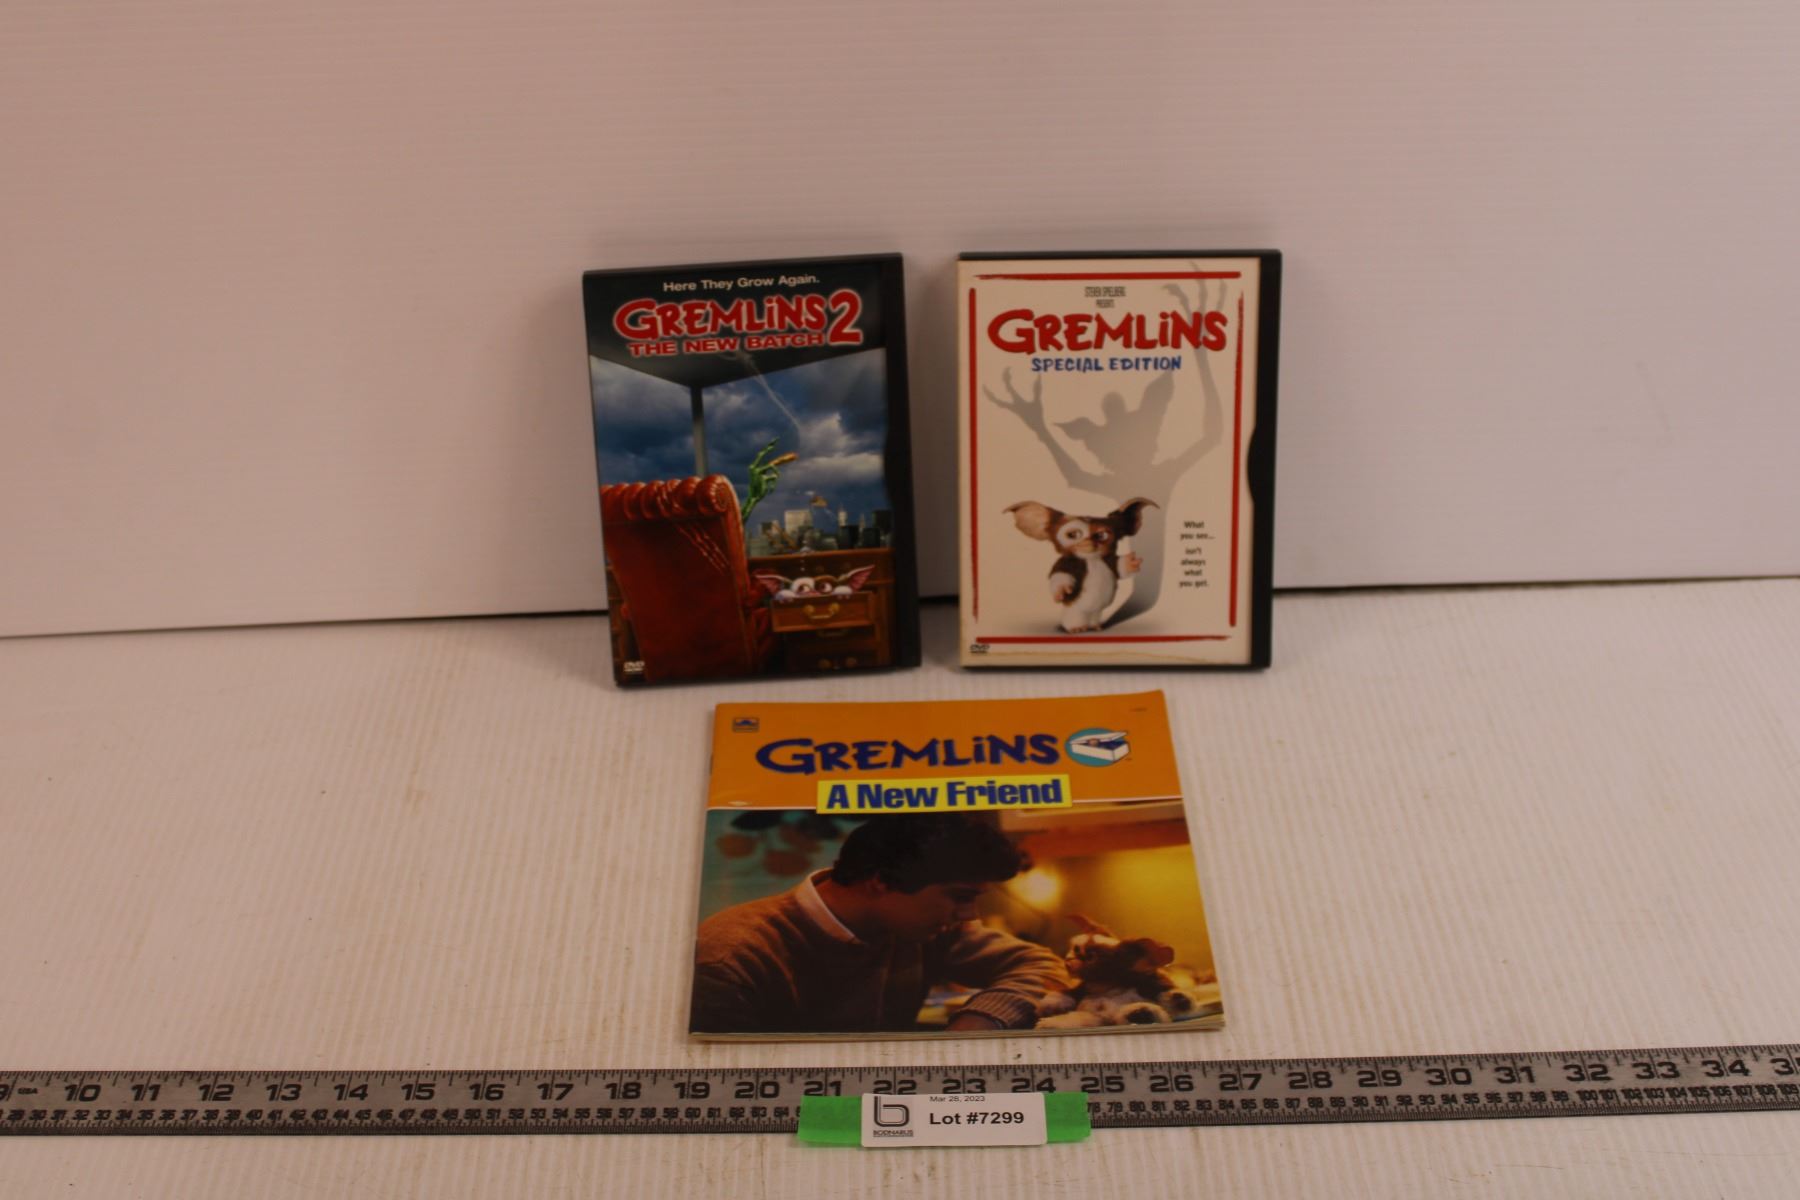 Here They Grow Again.
GREMLiNS 2
THE NEW BATCH
DVD
STEVEN SPIELBERG
PRESENTS
GREMLiNS
SPECIAL EDITION
What
you see...
isn't
always
what
you get.
DVD
GREMLiNS
A New Friend
10 11 12 13 14 15 16 17 18 19 20 21 22 23 24 25 26 27 28 29 30 31 32 33 34
Mar 28, 2023
b
BODNARUS
Lot #7299